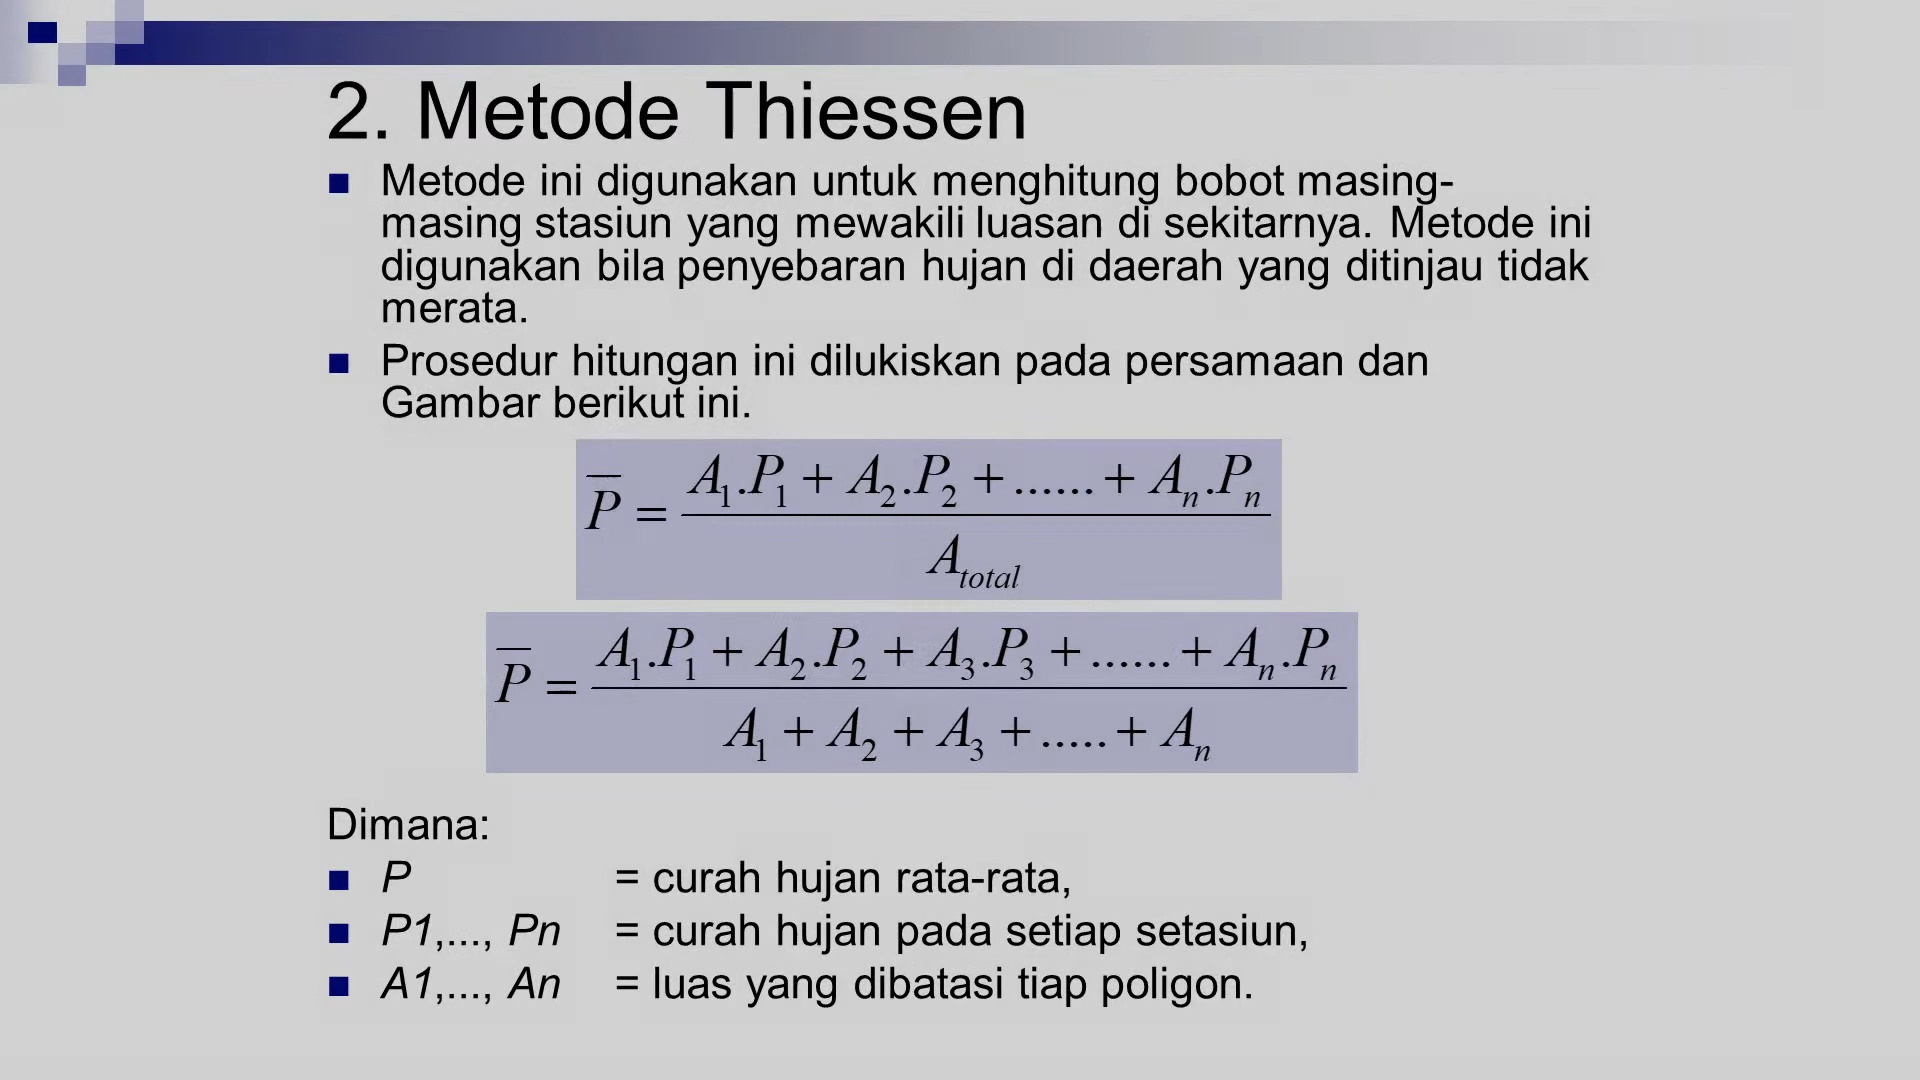 2. Metode Thiessen
Metode ini digunakan untuk menghitung bobot masing-
masing stasiun yang mewakili luasan di sekitarnya. Metode ini
digunakan bila penyebaran hujan di daerah yang ditinjau tidak
merata.
Prosedur hitungan ini dilukiskan pada persamaan dan
Gambar berikut ini.
P̅ = (A₁.P₁ + A₂.P₂ + ...... + Aₙ.Pₙ) / A_total
P̅ = (A₁.P₁ + A₂.P₂ + A₃.P₃ + ...... + Aₙ.Pₙ) / (A₁ + A₂ + A₃ + ..... + Aₙ)
Dimana:
P = curah hujan rata-rata,
P1,..., Pn = curah hujan pada setiap setasiun,
A1,..., An = luas yang dibatasi tiap poligon.